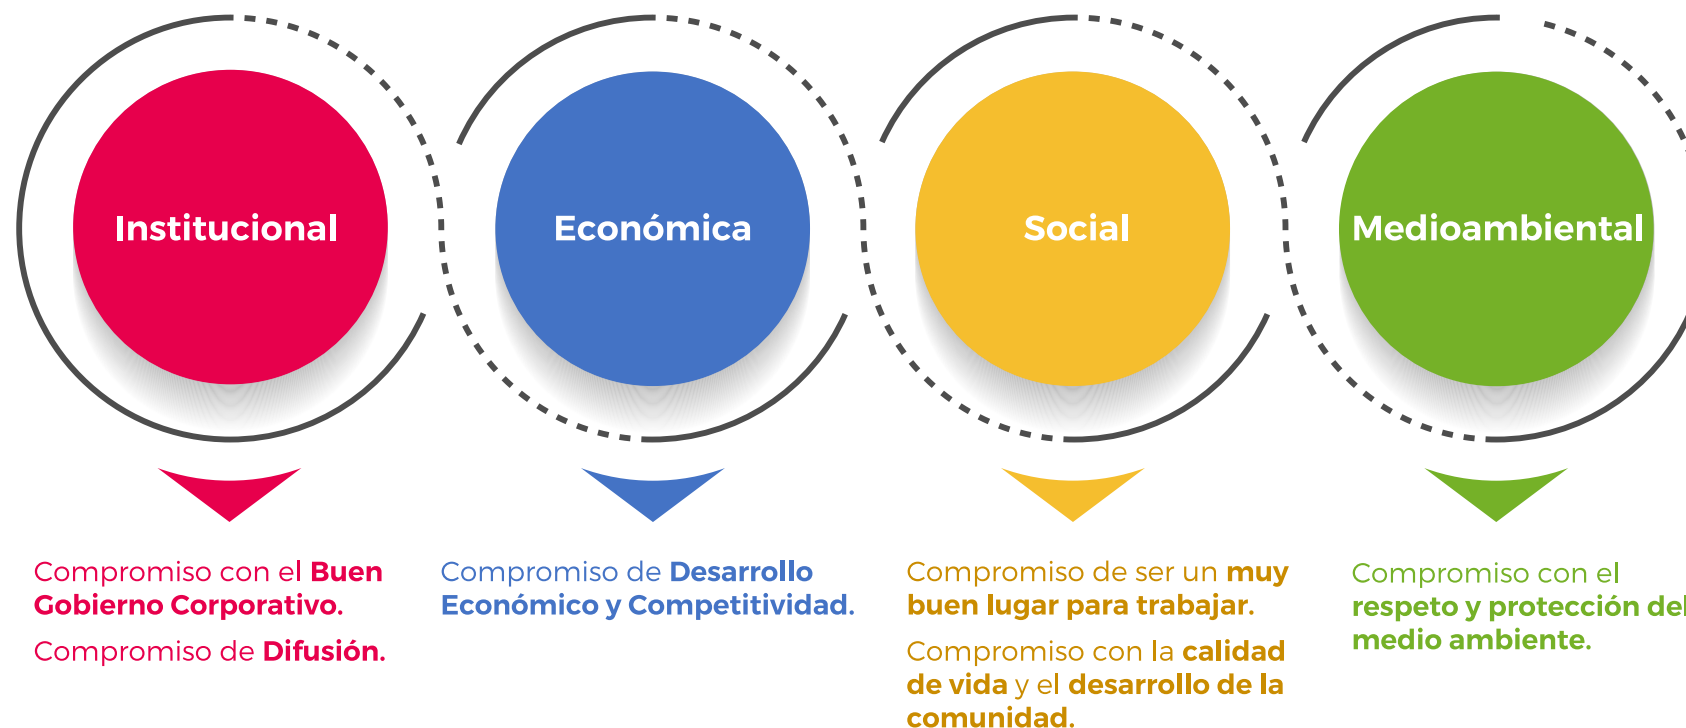 Institucional
Económica
Social
Medioambiental
Compromiso con el Buen
Gobierno Corporativo.
Compromiso de Difusión.
Compromiso de Desarrollo
Económico y Competitividad.
Compromiso de ser un muy
buen lugar para trabajar.
Compromiso con la calidad
de vida y el desarrollo de la
comunidad.
Compromiso con el
respeto y protección del
medio ambiente.